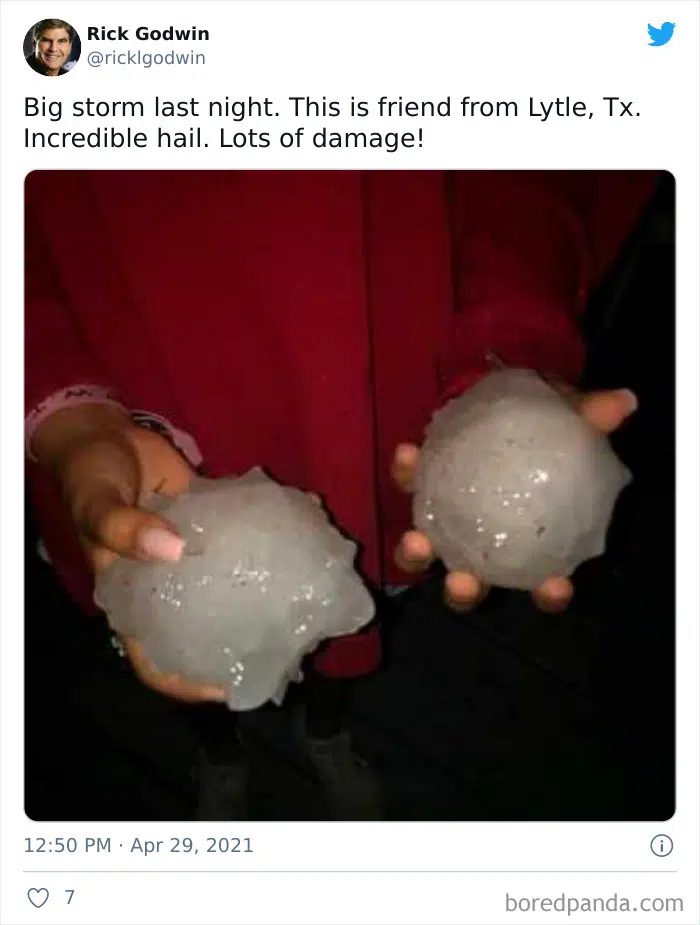 Rick Godwin
@ricklgodwin
Big storm last night. This is friend from Lytle, Tx.
Incredible hail. Lots of damage!
12:50 PM · Apr 29, 2021
7
boredpanda.com